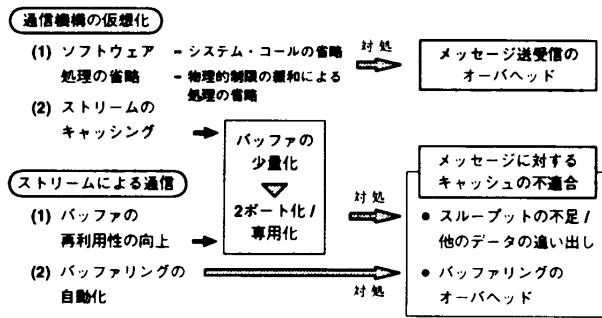 通信機構の仮想化
(1) ソフトウェア
処理の省略
- システム・コールの省略
- 物理的制限の緩和による
処理の省略
対処
メッセージ送受信の
オーバヘッド
(2) ストリームの
キャッシング
バッファの
少量化
2ポート化 /
専用化
ストリームによる通信
(1) バッファの
再利用性の向上
対処
メッセージに対する
キャッシュの不適合
● スループットの不足 /
他のデータの追い出し
(2) バッファリングの
自動化
対処
● バッファリングの
オーバヘッド